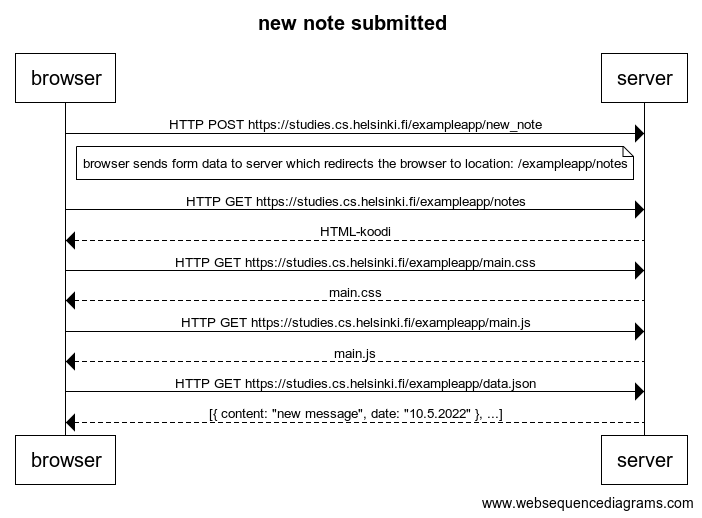 new note submitted
browser server
HTTP POST https://studies.cs.helsinki.fi/exampleapp/new_note
browser sends form data to server which redirects the browser to location: /exampleapp/notes
HTTP GET https://studies.cs.helsinki.fi/exampleapp/notes
HTML-koodi
HTTP GET https://studies.cs.helsinki.fi/exampleapp/main.css
main.css
HTTP GET https://studies.cs.helsinki.fi/exampleapp/main.js
main.js
HTTP GET https://studies.cs.helsinki.fi/exampleapp/data.json
[{ content: "new message", date: "10.5.2022" }, ...]
browser server
www.websequencediagrams.com